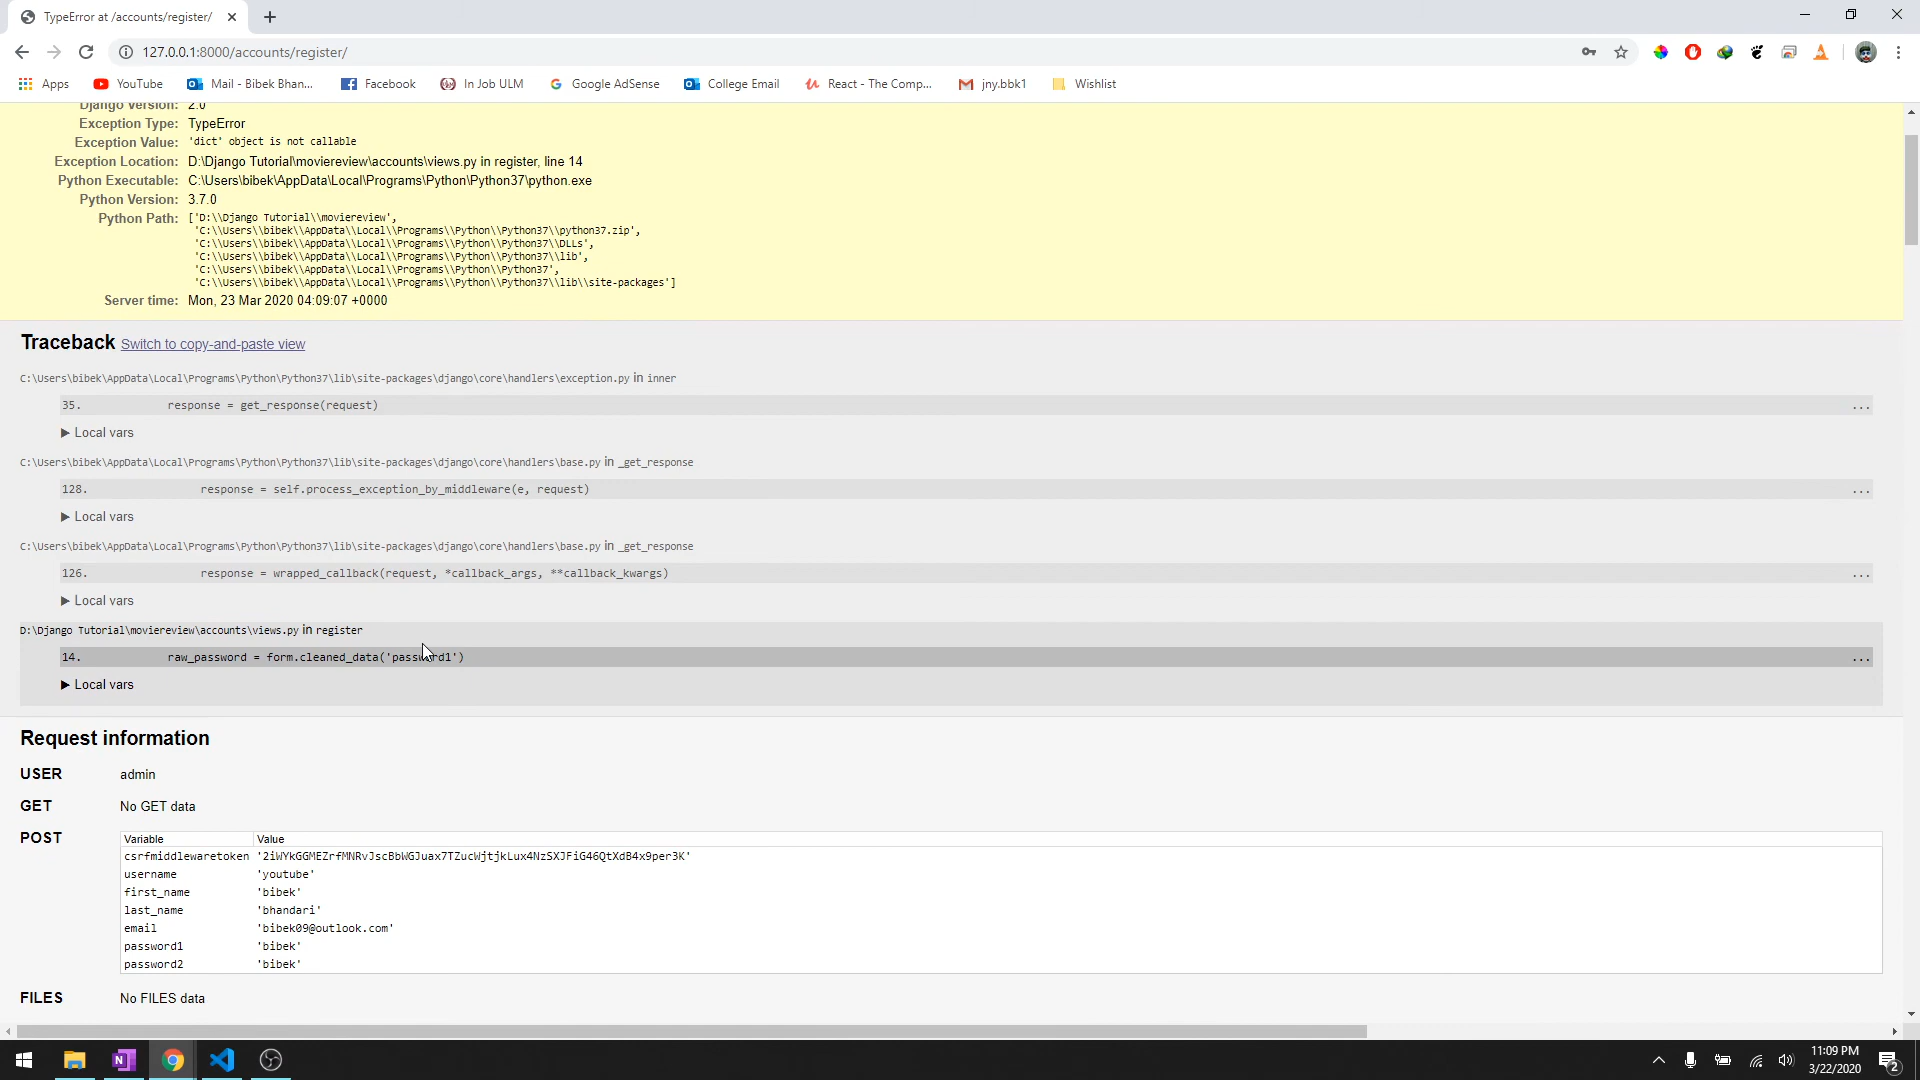 TypeError at /accounts/register/
127.0.0.1:8000/accounts/register/
Apps YouTube Mail - Bibek Bhan... Facebook In Job ULM Google AdSense College Email React - The Comp... jny.bbk1 Wishlist
Django Version: 2.0
Exception Type: TypeError
Exception Value: 'dict' object is not callable
Exception Location: D:\Django Tutorial\moviereview\accounts\views.py in register, line 14
Python Executable: C:\Users\bibek\AppData\Local\Programs\Python\Python37\python.exe
Python Version: 3.7.0
Python Path: ['D:\\Django Tutorial\\moviereview',
'C:\\Users\\bibek\\AppData\\Local\\Programs\\Python\\Python37\\python37.zip',
'C:\\Users\\bibek\\AppData\\Local\\Programs\\Python\\Python37\\DLLs',
'C:\\Users\\bibek\\AppData\\Local\\Programs\\Python\\Python37\\lib',
'C:\\Users\\bibek\\AppData\\Local\\Programs\\Python\\Python37',
'C:\\Users\\bibek\\AppData\\Local\\Programs\\Python\\Python37\\lib\\site-packages']
Server time: Mon, 23 Mar 2020 04:09:07 +0000
Traceback Switch to copy-and-paste view
C:\Users\bibek\AppData\Local\Programs\Python\Python37\lib\site-packages\django\core\handlers\exception.py in inner
35. response = get_response(request) ...
▶ Local vars
C:\Users\bibek\AppData\Local\Programs\Python\Python37\lib\site-packages\django\core\handlers\base.py in _get_response
128. response = self.process_exception_by_middleware(e, request) ...
▶ Local vars
C:\Users\bibek\AppData\Local\Programs\Python\Python37\lib\site-packages\django\core\handlers\base.py in _get_response
126. response = wrapped_callback(request, *callback_args, **callback_kwargs) ...
▶ Local vars
D:\Django Tutorial\moviereview\accounts\views.py in register
14. raw_password = form.cleaned_data('password1') ...
▶ Local vars
Request information
USER admin
GET No GET data
POST Variable Value
csrfmiddlewaretoken '2iWYkGGMEZrfMNRvJscBbWGJuax7TZucWjtjkLux4NzSXJFiG46QtXdB4x9per3K'
username 'youtube'
first_name 'bibek'
last_name 'bhandari'
email 'bibek09@outlook.com'
password1 'bibek'
password2 'bibek'
FILES No FILES data
11:09 PM
3/22/2020
2